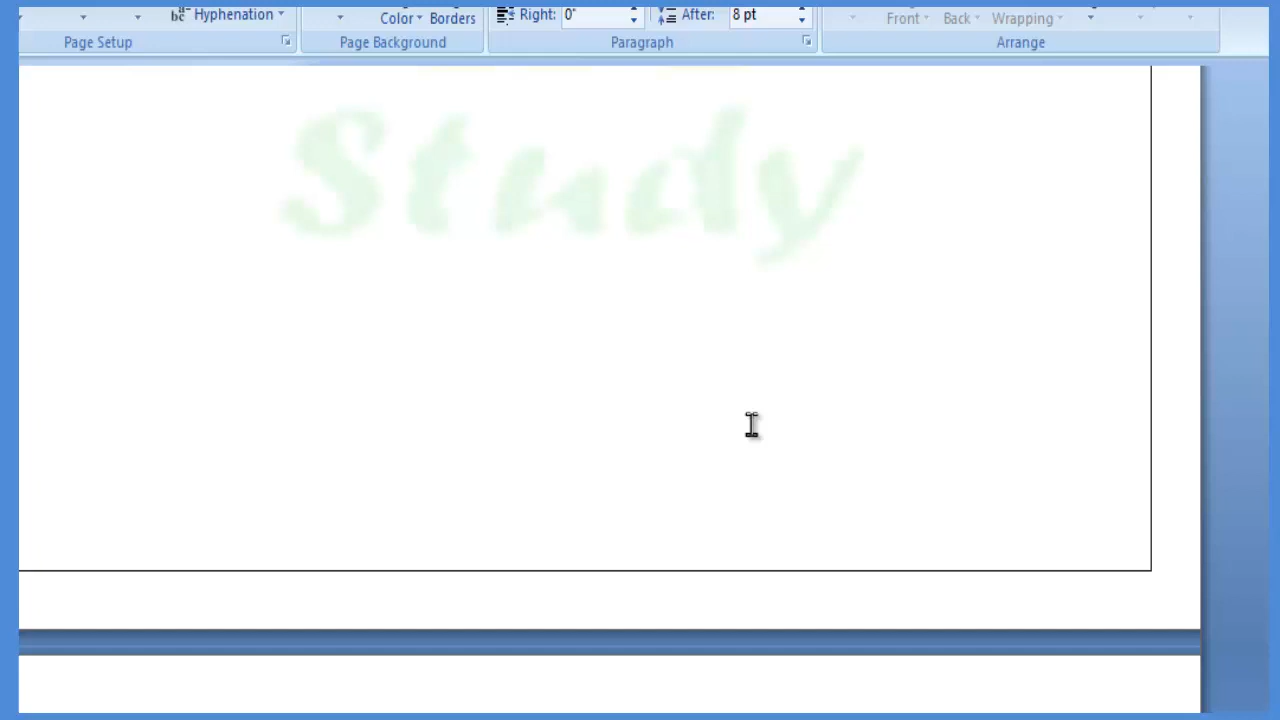 Hyphenation
Color Borders
Right: 0"
After: 8 pt
Front Back Wrapping
Page Setup
Page Background
Paragraph
Arrange
Study